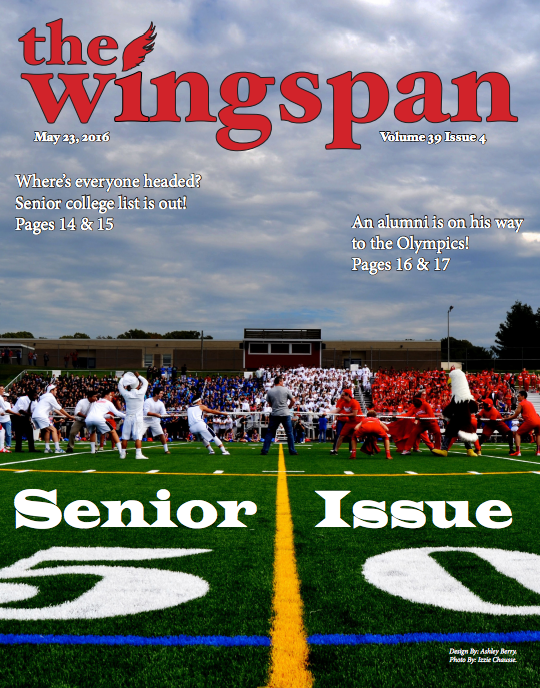 the
wingspan
May 23, 2016
Volume 39 Issue 4
Where's everyone headed?
Senior college list is out!
Pages 14 & 15
An alumni is on his way
to the Olympics!
Pages 16 & 17
Senior Issue
5 0
Design By: Ashley Berry.
Photo By: Izzie Chausse.